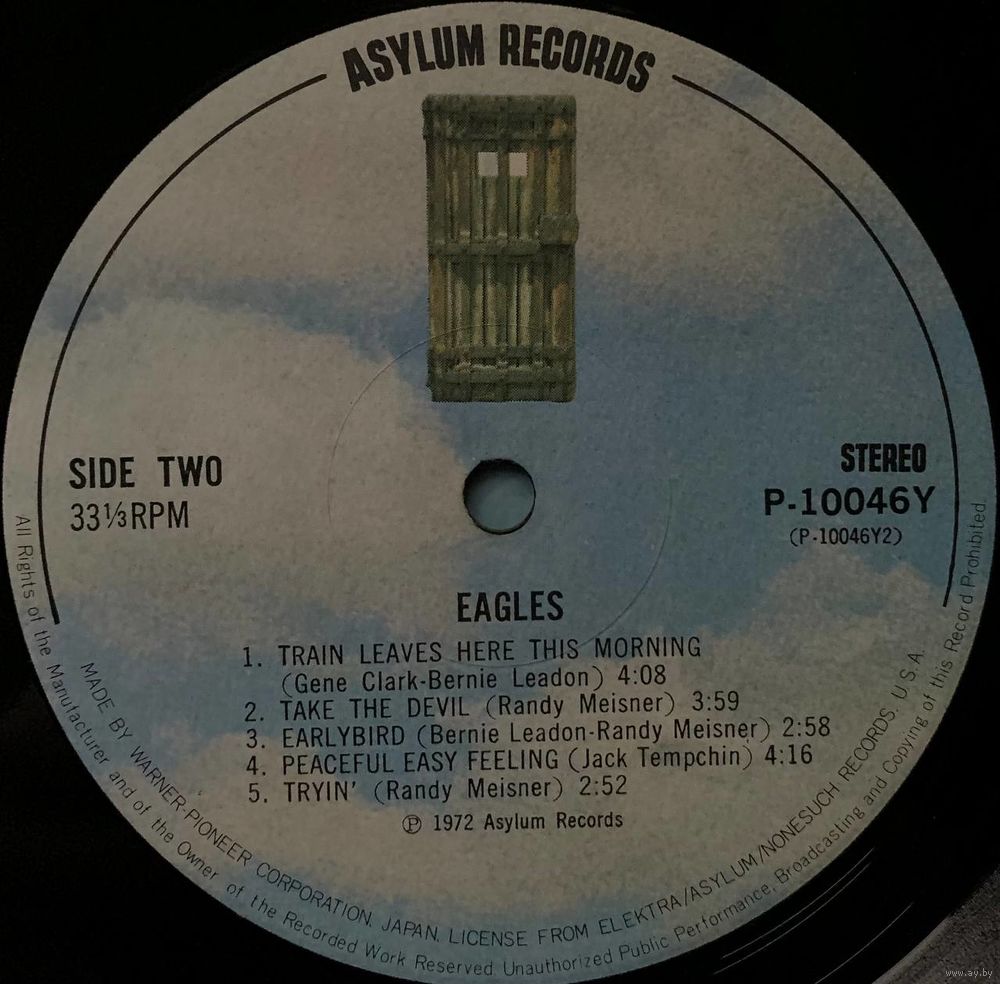 ASYLUM RECORDS
SIDE TWO
33⅓RPM
STEREO
P-10046Y
(P-10046Y2)
EAGLES
1. TRAIN LEAVES HERE THIS MORNING
(Gene Clark-Bernie Leadon) 4:08
2. TAKE THE DEVIL (Randy Meisner) 3:59
3. EARLYBIRD (Bernie Leadon-Randy Meisner) 2:58
4. PEACEFUL EASY FEELING (Jack Tempchin) 4:16
5. TRYIN' (Randy Meisner) 2:52
℗ 1972 Asylum Records
MADE BY WARNER-PIONEER CORPORATION, JAPAN. LICENSE FROM ELEKTRA/ASYLUM/NONESUCH RECORDS. U S A.
All Rights of the Manufacturer and of the Owner of the Recorded Work Reserved Unauthorized Public Performance, Broadcasting and Copying of this Record Prohibited.
www.ay.by